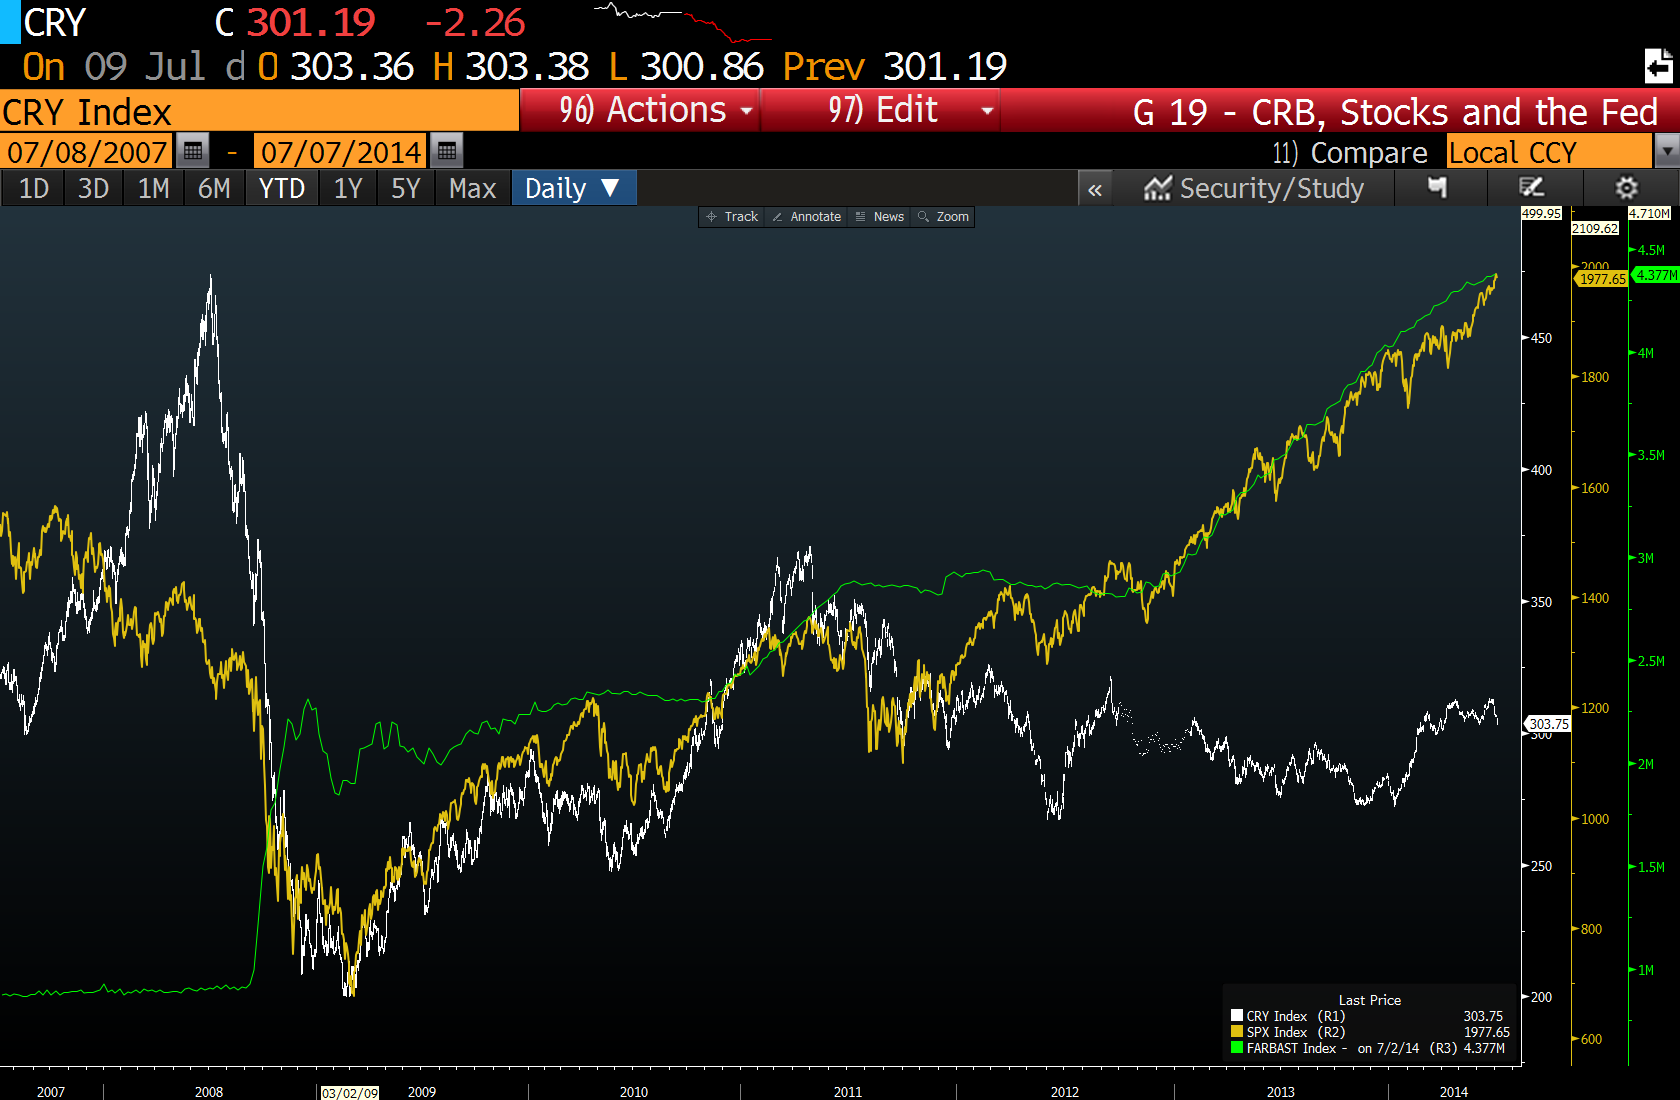 CRY C 301.19 -2.26
On 09 Jul d O 303.36 H 303.38 L 300.86 Prev 301.19
CRY Index 96) Actions 97) Edit G 19 - CRB, Stocks and the Fed
07/08/2007 - 07/07/2014 11) Compare Local CCY
1D 3D 1M 6M YTD 1Y 5Y Max Daily ▼ « Security/Study
Track Annotate News Zoom
499.95 4.710M
2109.62
4.5M
2000
1977.65 4.377M
450
4M
1800
400
3.5M
1600
3M
350
1400
2.5M
1200
303.75
300
2M
1000
250
1.5M
800
1M
200
600
Last Price
CRY Index (R1) 303.75
SPX Index (R2) 1977.65
FARBAST Index - on 7/2/14 (R3) 4.377M
2007 2008 03/02/09 2009 2010 2011 2012 2013 2014